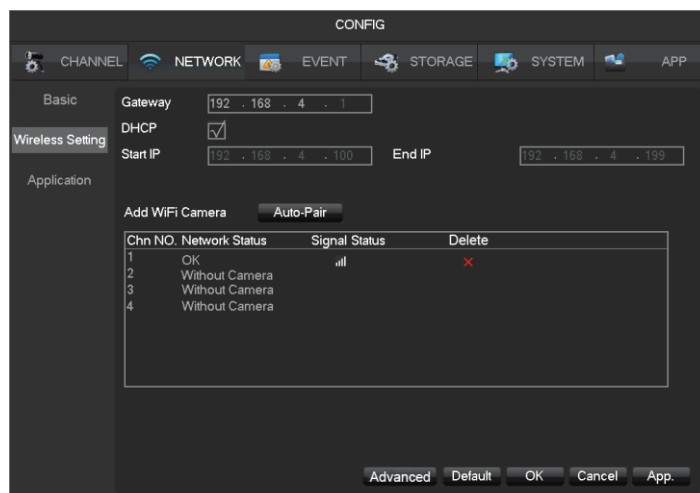 CONFIG
CHANNEL NETWORK EVENT STORAGE SYSTEM APP
Basic
Wireless Setting
Application
Gateway 192 . 168 . 4 . 1
DHCP
Start IP 192 . 168 . 4 . 100 End IP 192 . 168 . 4 . 199
Add WiFi Camera Auto-Pair
Chn NO. Network Status Signal Status Delete
1 OK
2 Without Camera
3 Without Camera
4 Without Camera
Advanced Default OK Cancel App.